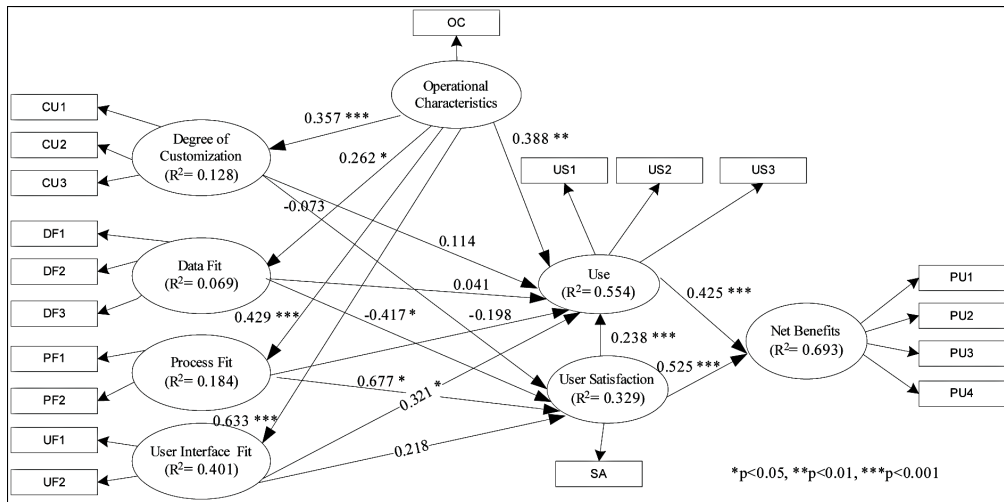 OC
Operational
Characteristics
CU1
CU2
CU3
Degree of
Customization
(R²= 0.128)
0.357 ***
0.262 *
0.388 **
US1
US2
US3
-0.073
0.114
DF1
DF2
DF3
Data Fit
(R²= 0.069)
0.041
Use
(R²= 0.554)
0.425 ***
PU1
PU2
PU3
PU4
Net Benefits
(R²= 0.693)
0.429 ***
-0.417 *
-0.198
0.238 ***
0.525 ***
PF1
PF2
Process Fit
(R²= 0.184)
0.677 *
0.321 *
User Satisfaction
(R²= 0.329)
0.633 ***
UF1
UF2
User Interface Fit
(R²= 0.401)
0.218
SA
*p<0.05, **p<0.01, ***p<0.001